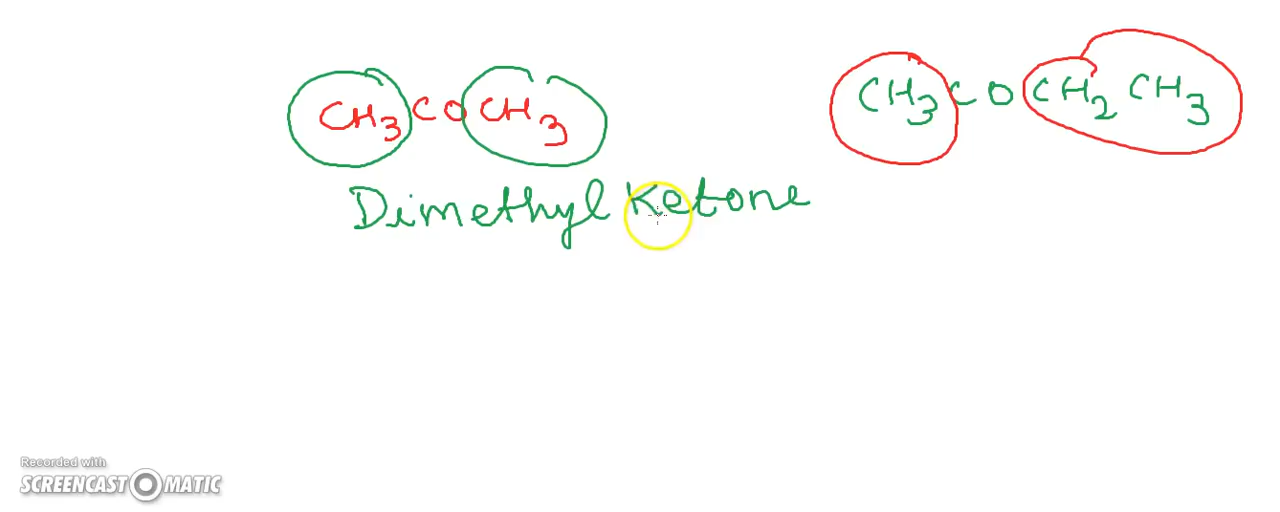 CH3COCH3
CH3COCH2CH3
Dimethyl Ketone
Recorded with
SCREENCAST-O-MATIC